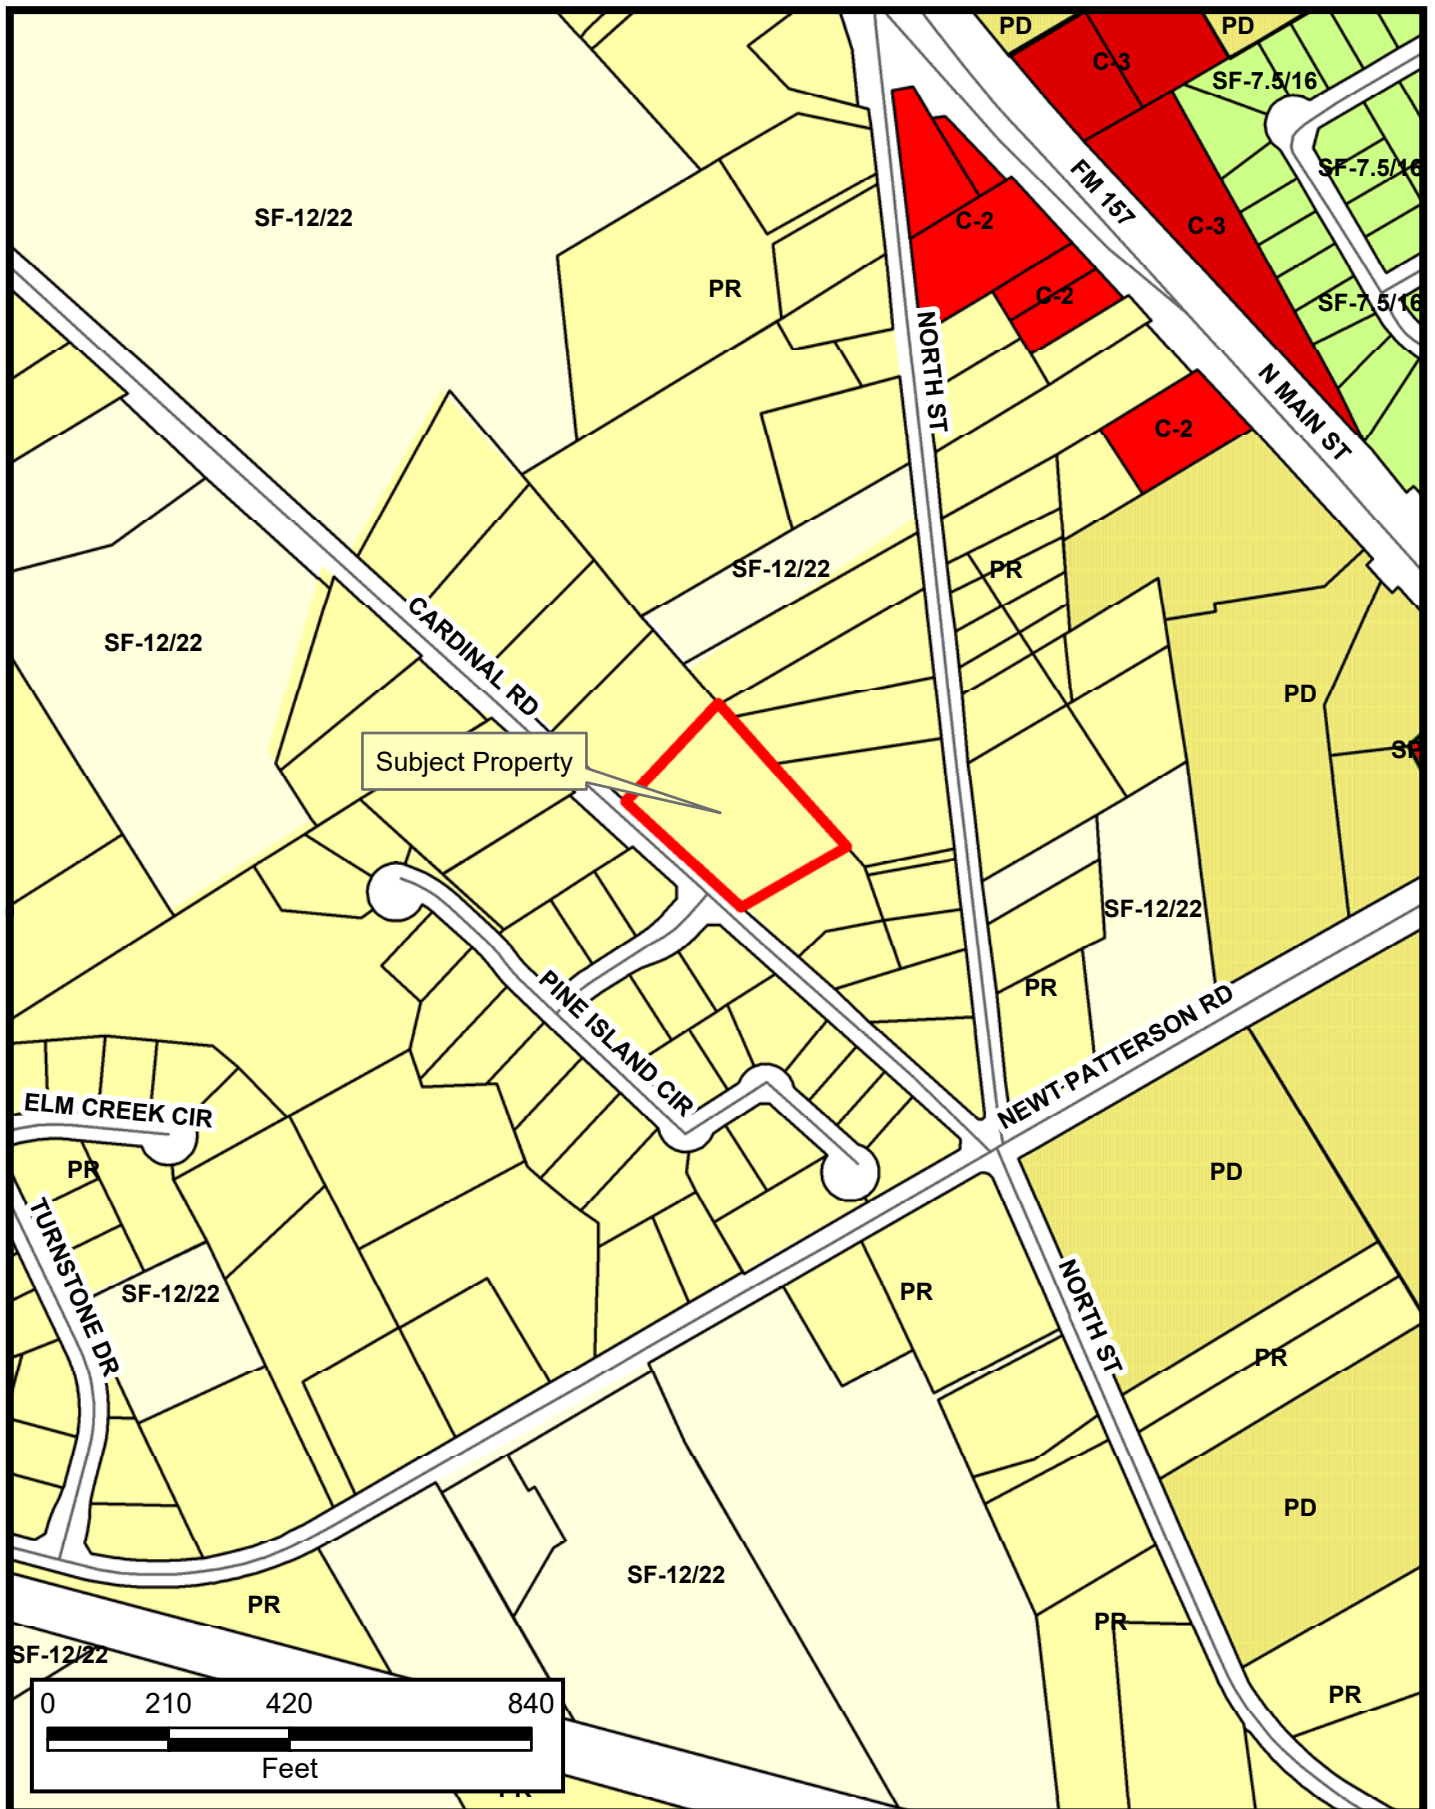 PD
PD
C-3
SF-7.5/16
SF-7.5/16
FM 157
SF-12/22
C-2
C-3
PR
C-2
SF-7.5/16
NORTH ST
N MAIN ST
C-2
SF-12/22
PR
CARDINAL RD
SF-12/22
PD
Subject Property
SF
SF-12/22
PINE ISLAND CIR
PR
NEWT PATTERSON RD
ELM CREEK CIR
PR
PD
TURNSTONE DR
SF-12/22
PR
NORTH ST
PR
PD
SF-12/22
PR
PR
SF-12/22
PR
0 210 420 840
Feet
PR